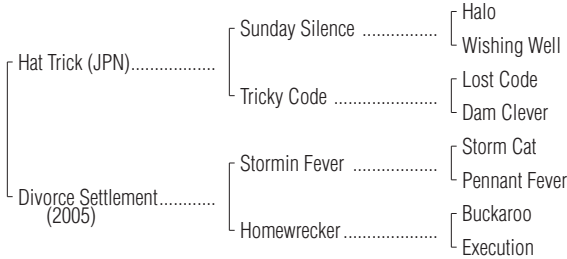 Halo
Sunday Silence ..................
Wishing Well
Hat Trick (JPN)..................
Lost Code
Tricky Code ........................
Dam Clever
Storm Cat
Stormin Fever ...................
Pennant Fever
Divorce Settlement............
(2005)
Buckaroo
Homewrecker .....................
Execution